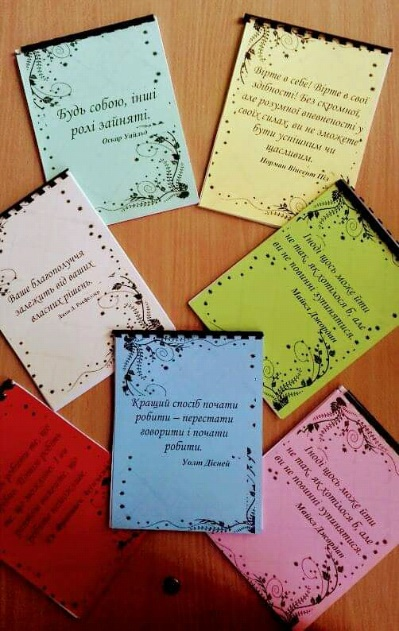 Будь собою, інші
ролі зайняті.
Оскар Уайльд
Вірте в себе! Вірте в свої
здібності! Без скромної,
але розумної впевненості у
своїх силах, ви не зможете
бути успішним чи
щасливим.
Норман Вінсент Піл
Ваше благополуччя
залежить від ваших
власних рішень.
Джон Д. Рокфеллер
Іноді щось може йти
не так, як хотілося б, але
ви не повинні зупинятися.
Майкл Джордан
Кращий спосіб почати
робити – перестати
говорити і почати
робити.
Уолт Дісней
Іноді щось може йти
не так, як хотілося б, але
ви не повинні зупинятися.
Майкл Джордан